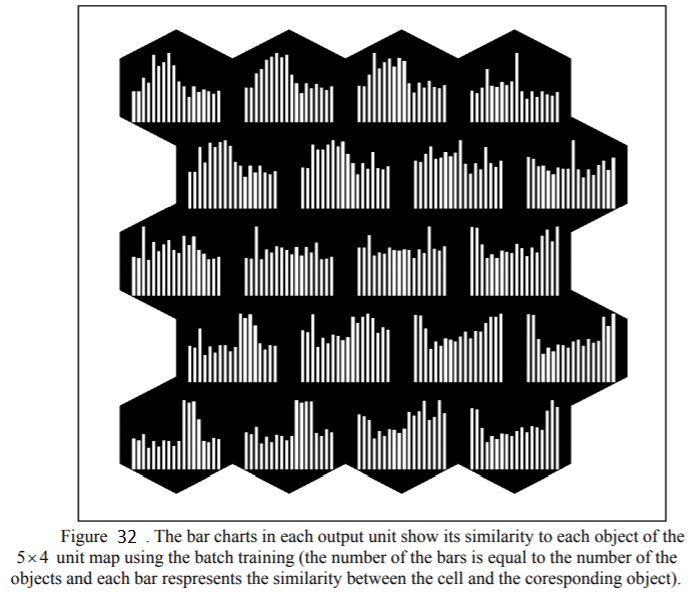 Figure 32 . The bar charts in each output unit show its similarity to each object of the
5×4 unit map using the batch training (the number of the bars is equal to the number of the
objects and each bar respresents the similarity between the cell and the coresponding object).